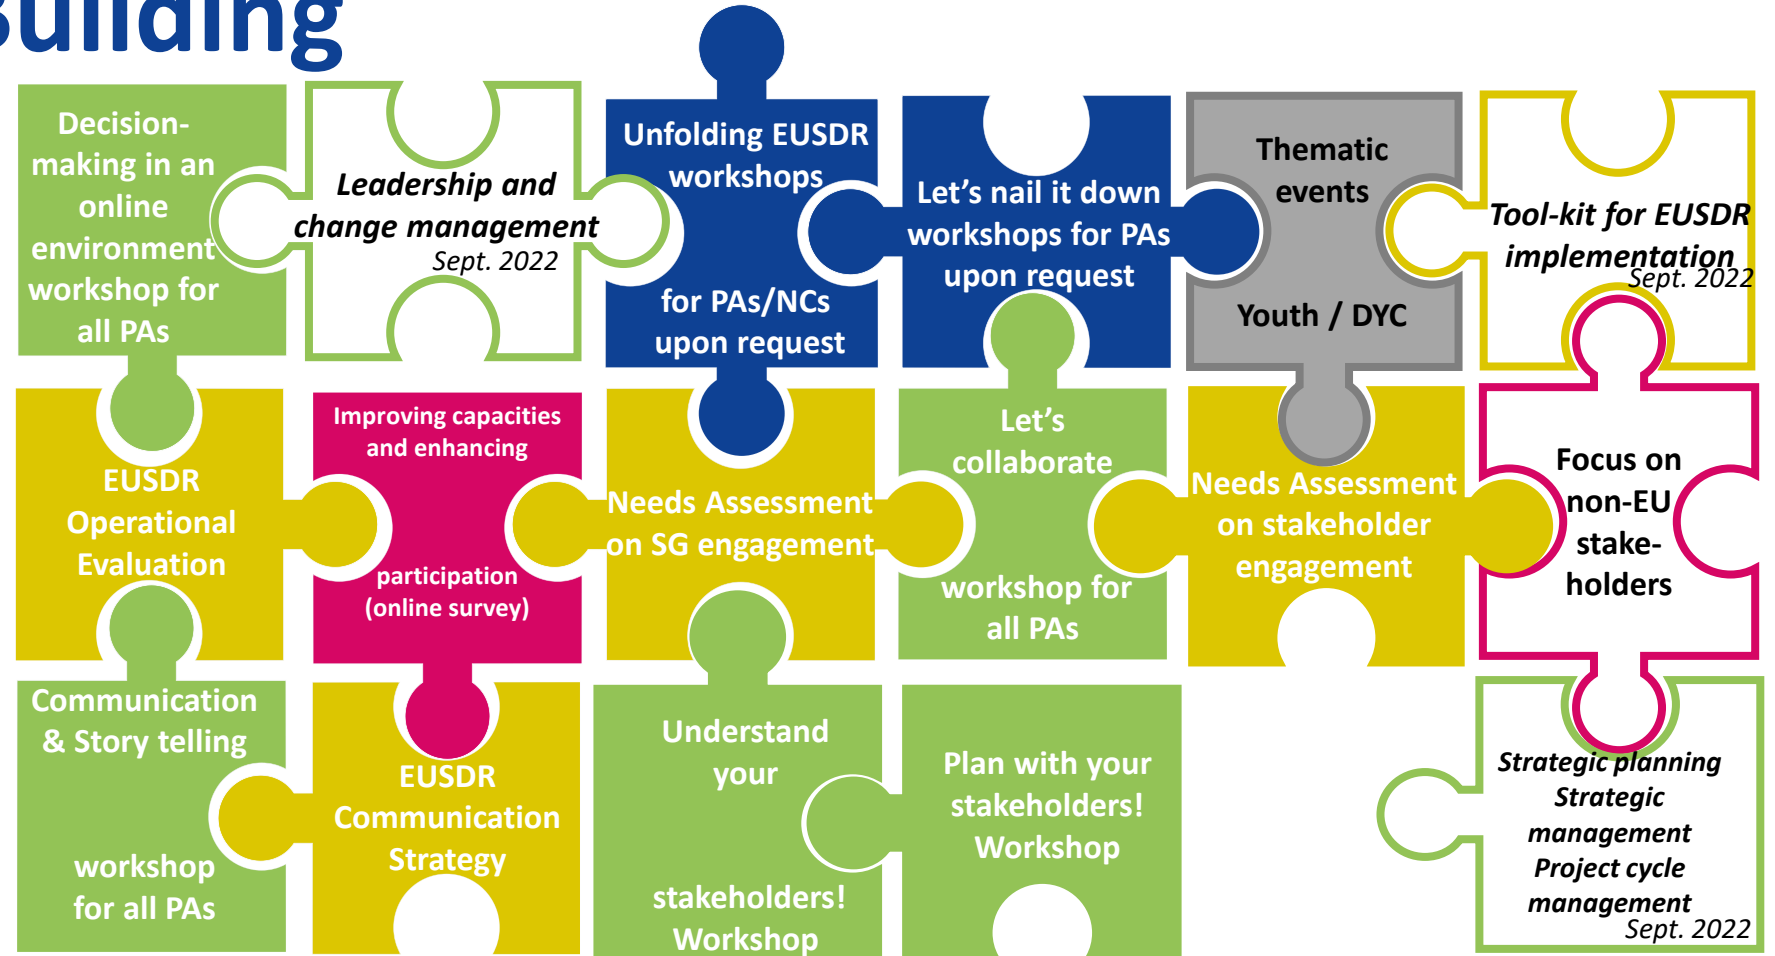 Building
Decision-
making in an
online
environment
workshop for
all PAs
Leadership and
change management
Sept. 2022
Unfolding EUSDR
workshops
for PAs/NCs
upon request
Let’s nail it down
workshops for PAs
upon request
Thematic
events
Youth / DYC
Tool-kit for EUSDR
implementation
Sept. 2022
EUSDR
Operational
Evaluation
Improving capacities
and enhancing
participation
(online survey)
Needs Assessment
on SG engagement
Let’s
collaborate
workshop for
all PAs
Needs Assessment
on stakeholder
engagement
Focus on
non-EU
stake-
holders
Communication
& Story telling
workshop
for all PAs
EUSDR
Communication
Strategy
Understand
your
stakeholders!
Workshop
Plan with your
stakeholders!
Workshop
Strategic planning
Strategic
management
Project cycle
management
Sept. 2022